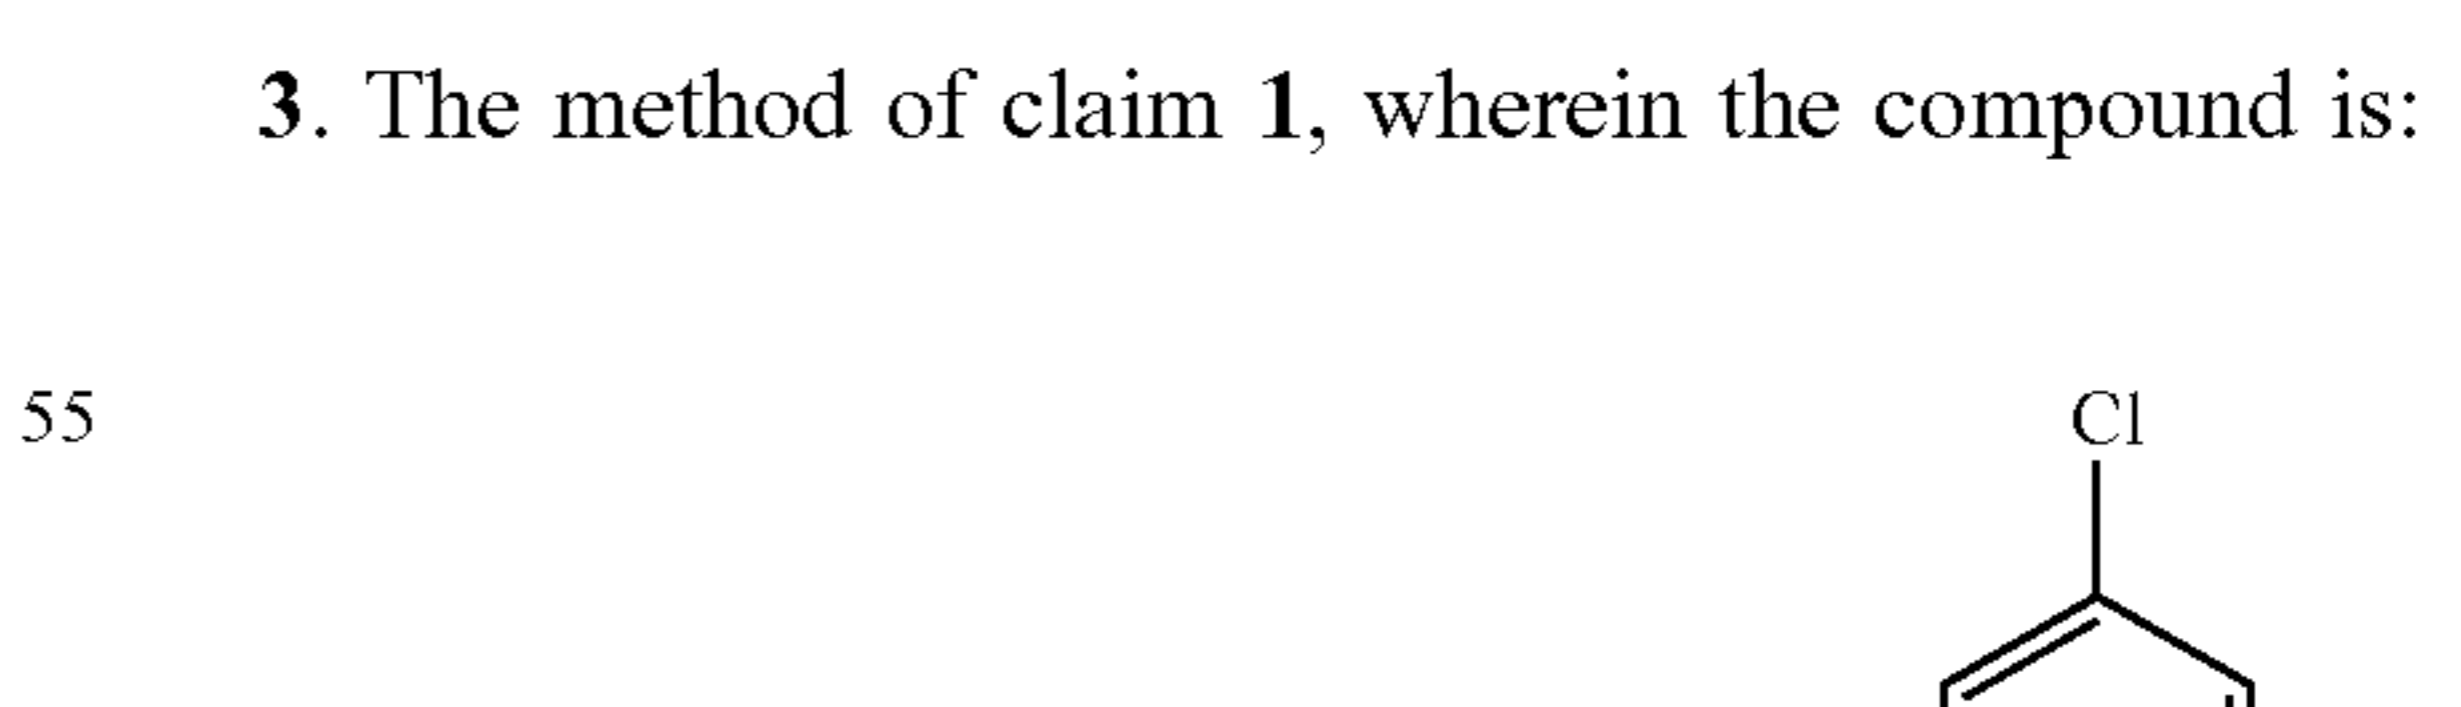 3. The method of claim 1, wherein the compound is:
55
Cl